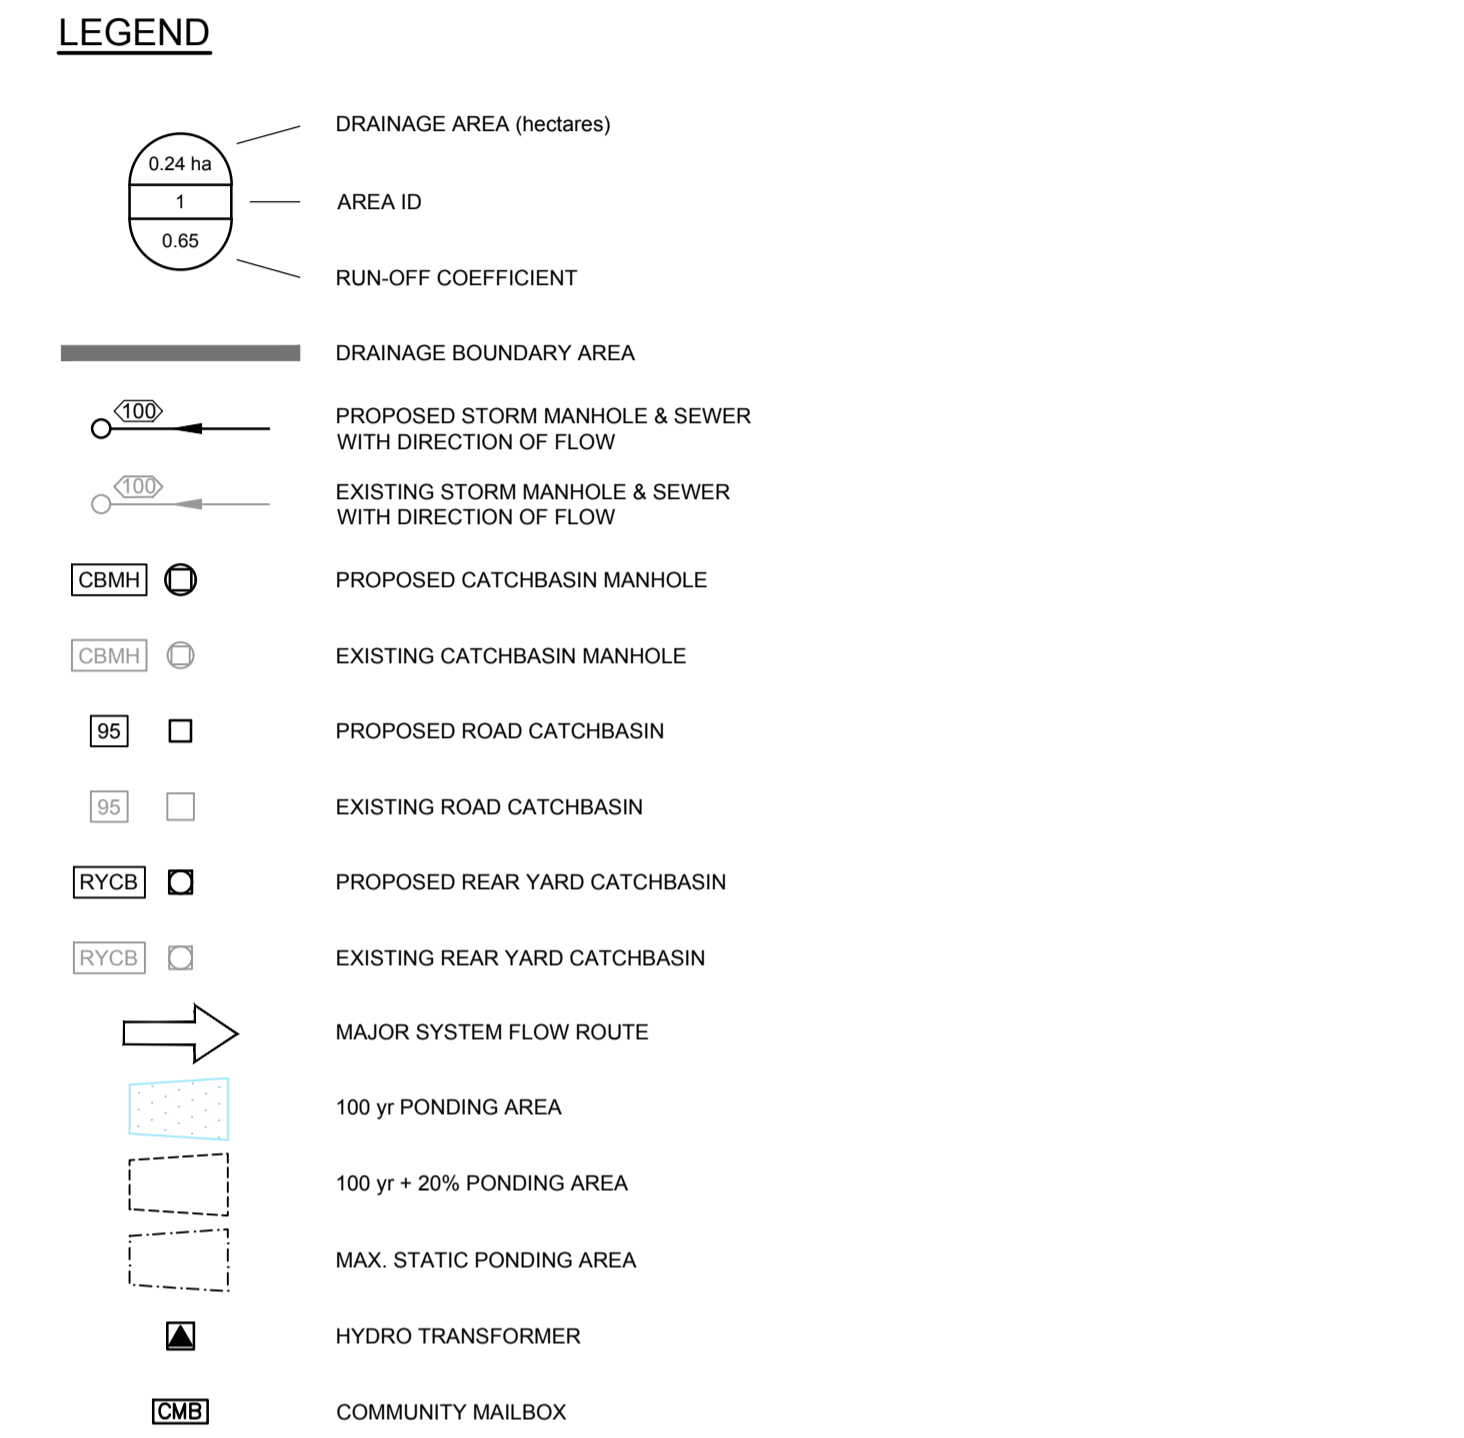 LEGEND
DRAINAGE AREA (hectares)
0.24 ha
1
AREA ID
0.65
RUN-OFF COEFFICIENT
DRAINAGE BOUNDARY AREA
100
PROPOSED STORM MANHOLE & SEWER
WITH DIRECTION OF FLOW
100
EXISTING STORM MANHOLE & SEWER
WITH DIRECTION OF FLOW
CBMH PROPOSED CATCHBASIN MANHOLE
CBMH EXISTING CATCHBASIN MANHOLE
95 PROPOSED ROAD CATCHBASIN
95 EXISTING ROAD CATCHBASIN
RYCB PROPOSED REAR YARD CATCHBASIN
RYCB EXISTING REAR YARD CATCHBASIN
MAJOR SYSTEM FLOW ROUTE
100 yr PONDING AREA
100 yr + 20% PONDING AREA
MAX. STATIC PONDING AREA
HYDRO TRANSFORMER
CMB COMMUNITY MAILBOX